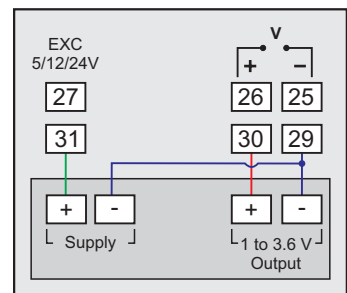 EXC
5/12/24V
V
+ −
27 26 25
31 30 29
+ - + -
Supply 1 to 3.6 V
Output